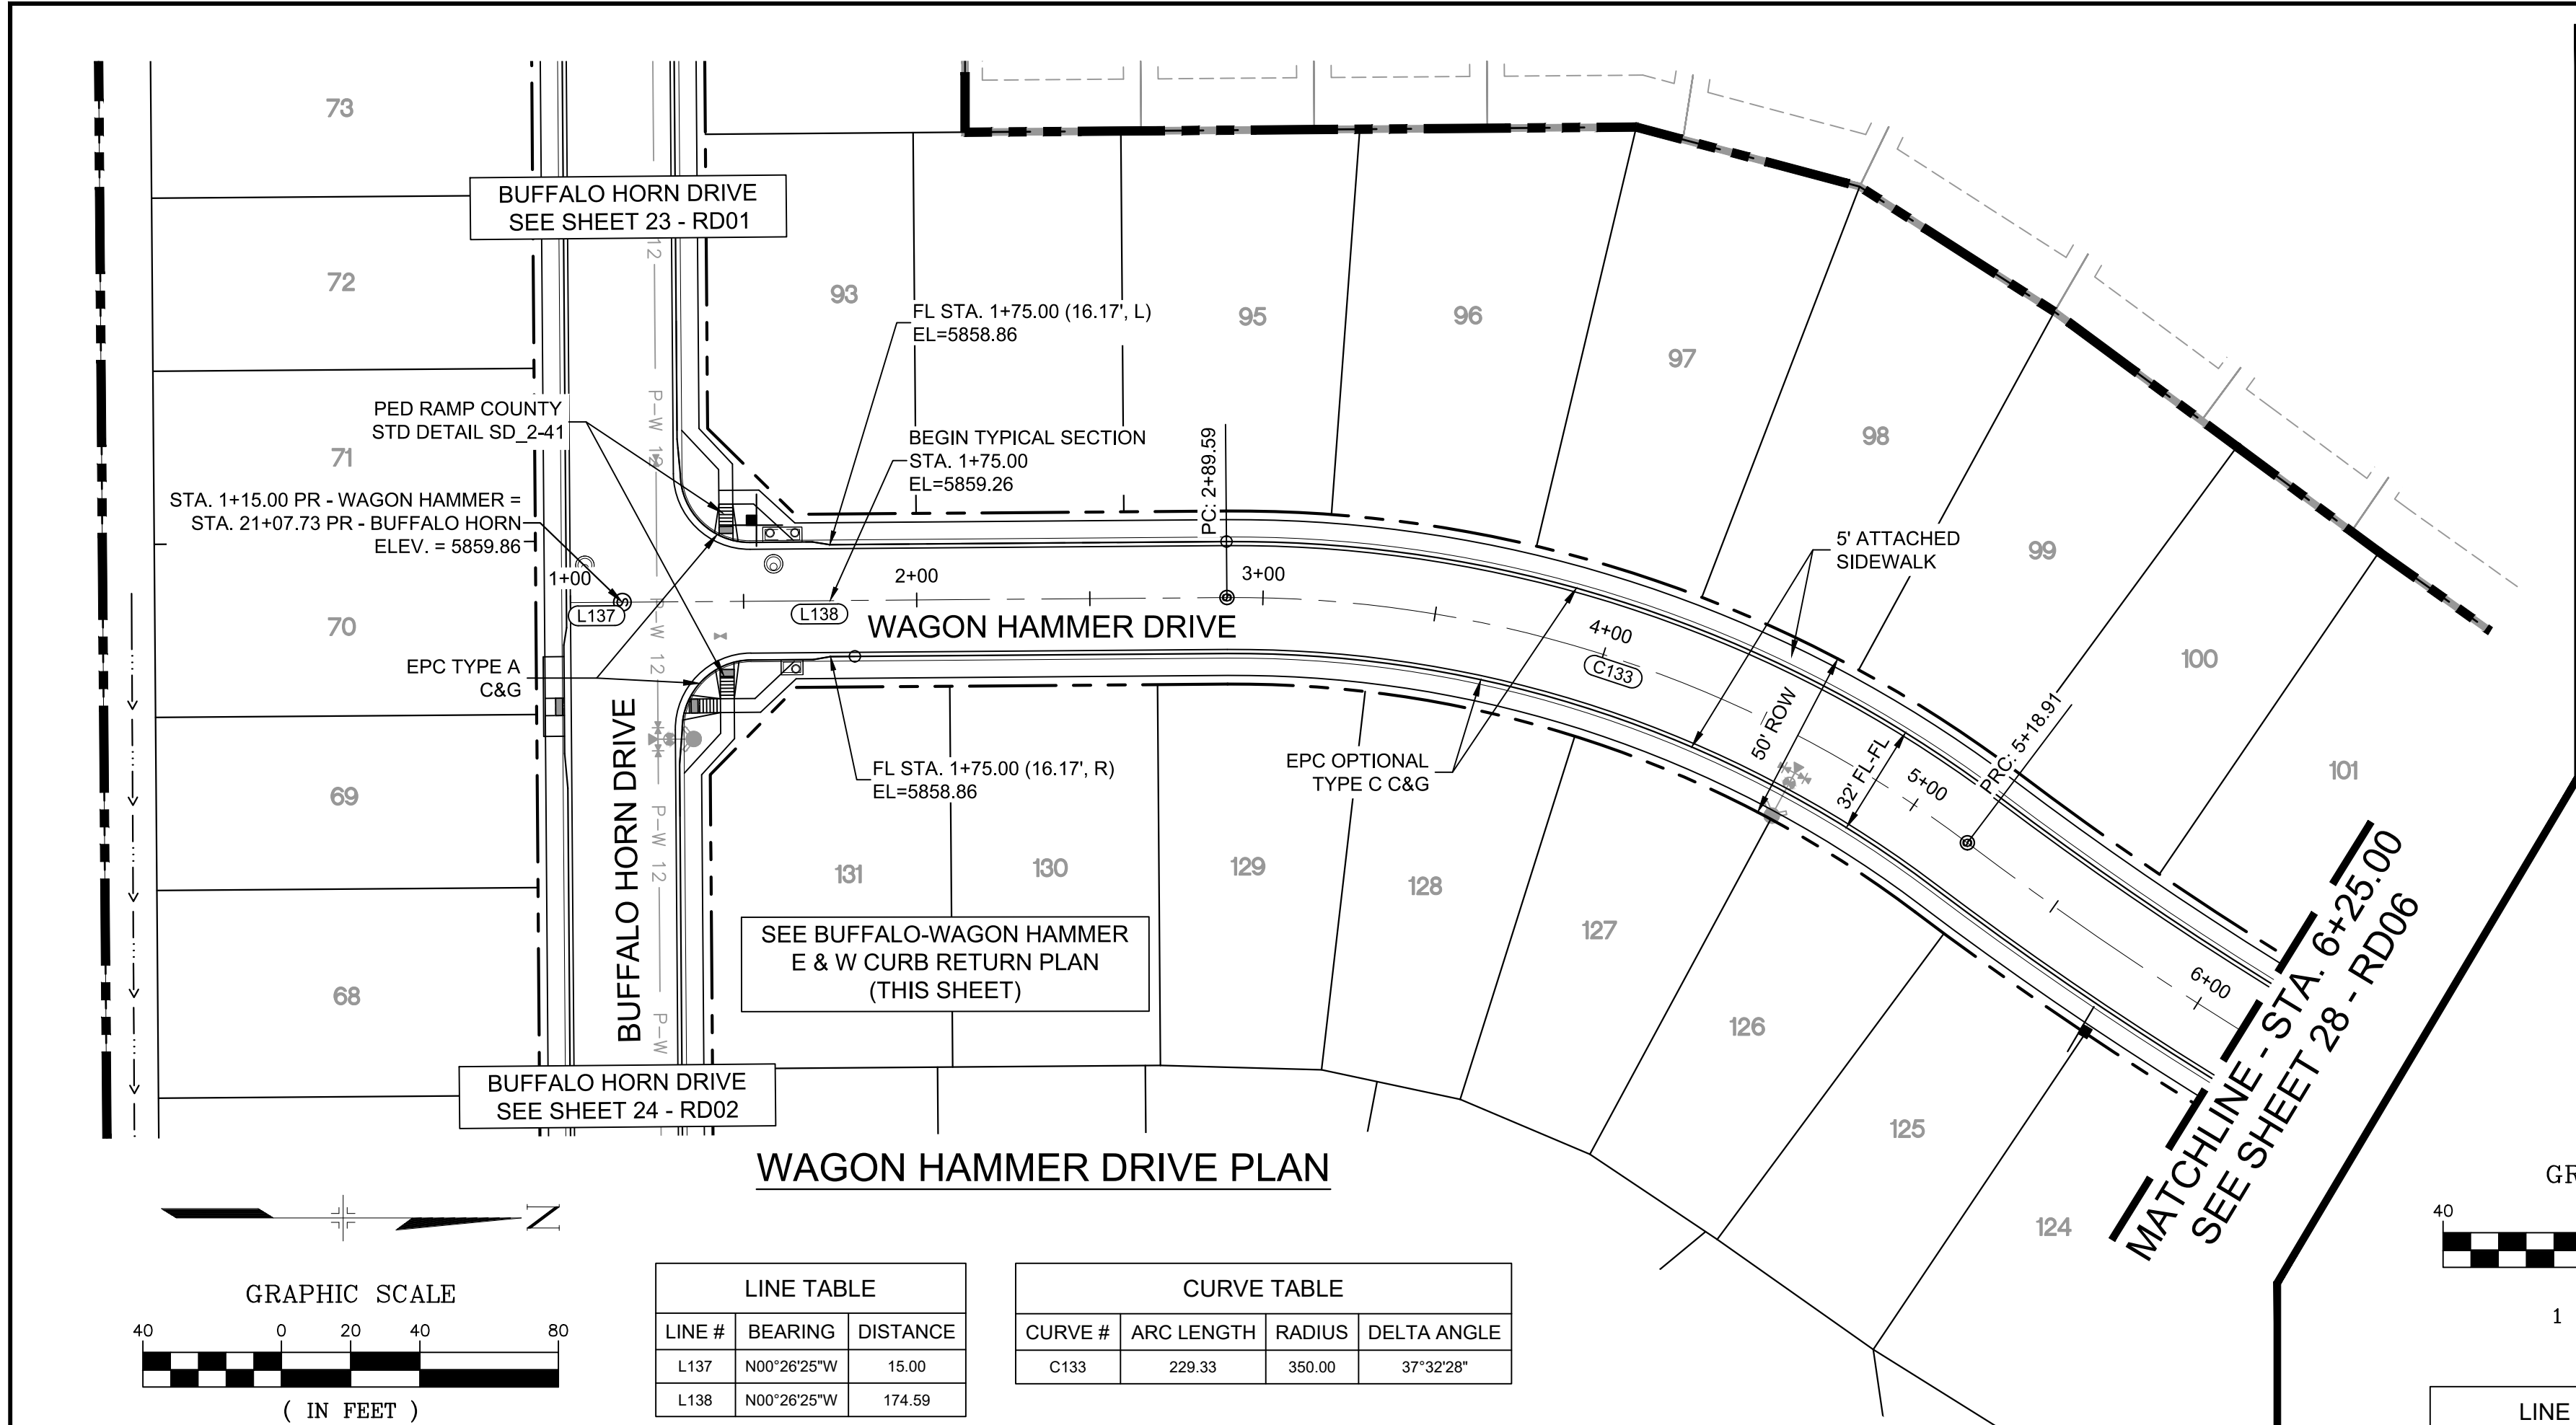 73
BUFFALO HORN DRIVE
SEE SHEET 23 - RD01
12
72
93
FL STA. 1+75.00 (16.17', L)
EL=5858.86
95
96
97
98
99
100
101
PED RAMP COUNTY
STD DETAIL SD_2-41
71
P-W 12
BEGIN TYPICAL SECTION
STA. 1+75.00
EL=5859.26
PC: 2+89.59
STA. 1+15.00 PR - WAGON HAMMER =
STA. 21+07.73 PR - BUFFALO HORN
ELEV. = 5859.86
5' ATTACHED
SIDEWALK
1+00
2+00
3+00
4+00
5+00
6+00
S
L137
L138
C133
WAGON HAMMER DRIVE
70
P-W 12
EPC TYPE A
C&G
50' ROW
32' FL-FL
PRC: 5+18.91
EPC OPTIONAL
TYPE C C&G
FL STA. 1+75.00 (16.17', R)
EL=5858.86
69
BUFFALO HORN DRIVE
P-W 12
P-W
131
130
129
128
127
126
125
124
SEE BUFFALO-WAGON HAMMER
E & W CURB RETURN PLAN
(THIS SHEET)
68
MATCHLINE - STA. 6+25.00
SEE SHEET 28 - RD06
BUFFALO HORN DRIVE
SEE SHEET 24 - RD02
WAGON HAMMER DRIVE PLAN
N
GRAPHIC SCALE
40 0 20 40 80
( IN FEET )
LINE TABLE
LINE # BEARING DISTANCE
L137 N00°26'25"W 15.00
L138 N00°26'25"W 174.59
CURVE TABLE
CURVE # ARC LENGTH RADIUS DELTA ANGLE
C133 229.33 350.00 37°32'28"
GR
40
1
LINE